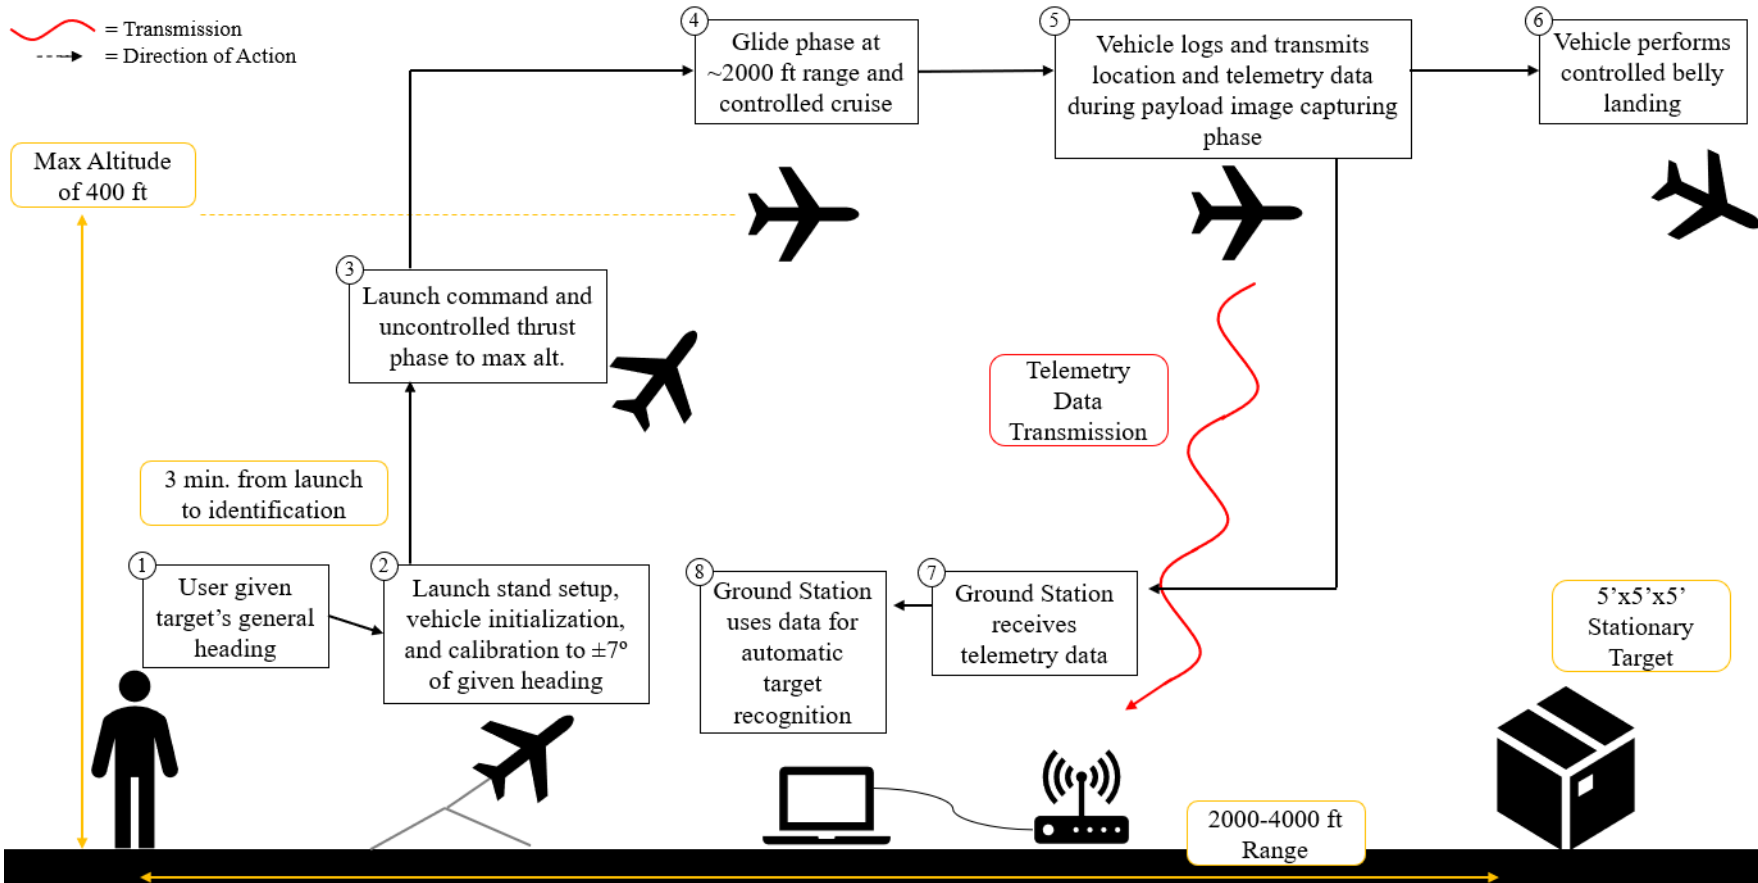 = Transmission
= Direction of Action
4
Glide phase at
~2000 ft range and
controlled cruise
5
Vehicle logs and transmits
location and telemetry data
during payload image capturing
phase
6
Vehicle performs
controlled belly
landing
Max Altitude
of 400 ft
3
Launch command and
uncontrolled thrust
phase to max alt.
Telemetry
Data
Transmission
3 min. from launch
to identification
1
User given
target’s general
heading
2
Launch stand setup,
vehicle initialization,
and calibration to ±7º
of given heading
8
Ground Station
uses data for
automatic
target
recognition
7
Ground Station
receives
telemetry data
5’x5’x5’
Stationary
Target
2000-4000 ft
Range